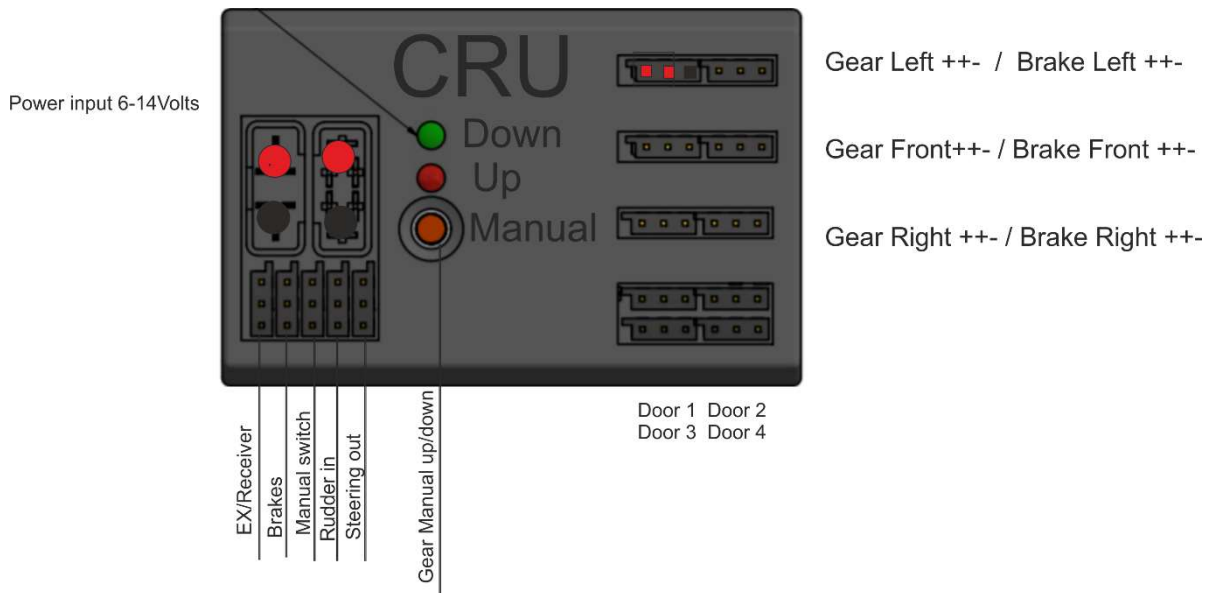 CRU
Down
Up
Manual
Power input 6-14Volts
Gear Left ++- / Brake Left ++-
Gear Front++- / Brake Front ++-
Gear Right ++- / Brake Right ++-
Door 1 Door 2
Door 3 Door 4
EX/Receiver
Brakes
Manual switch
Rudder in
Steering out
Gear Manual up/down